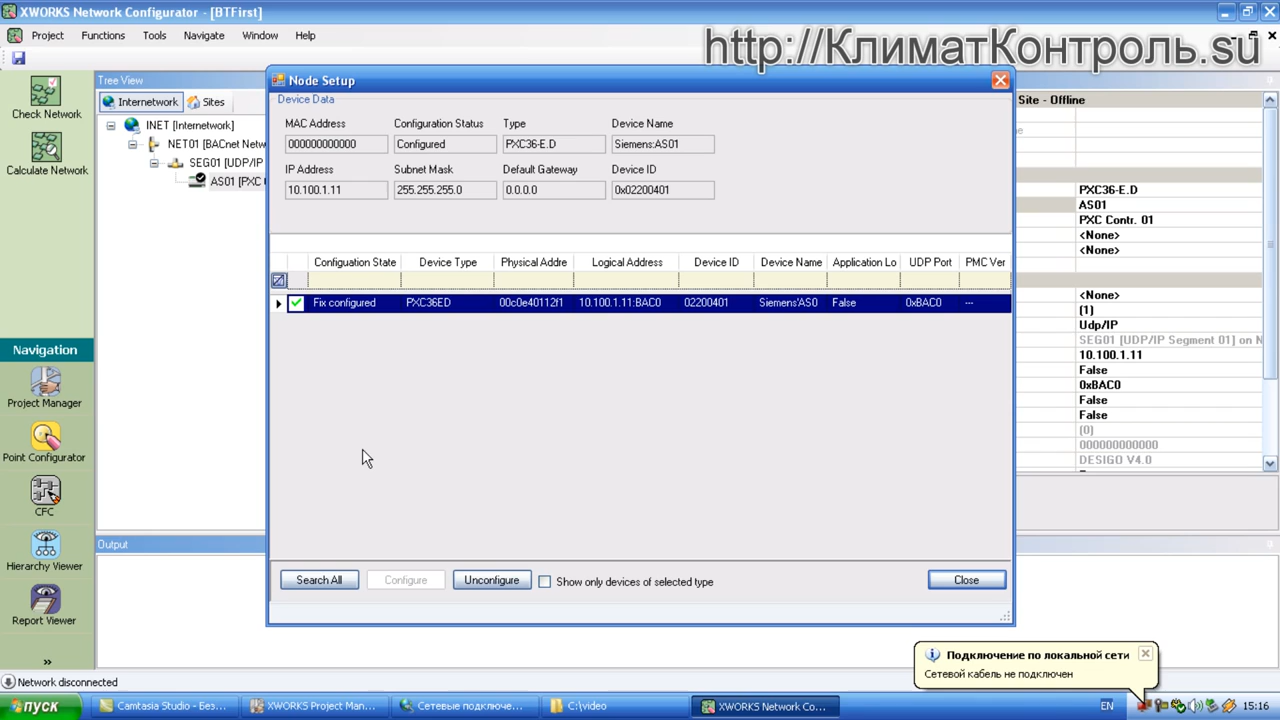 XWORKS Network Configurator - [BTFirst]
Project Functions Tools Navigate Window Help
http://КлиматКонтроль.su
Check Network
Calculate Network
Navigation
Project Manager
Point Configurator
CFC
Hierarchy Viewer
Report Viewer
»
Tree View
Internetwork Sites
INET [Internetwork]
NET01 [BACnet Netw
SEG01 [UDP/IP
AS01 [PXC
Output
Node Setup
Device Data
MAC Address Configuration Status Type Device Name
000000000000 Configured PXC36-E.D Siemens:AS01
IP Address Subnet Mask Default Gateway Device ID
10.100.1.11 255.255.255.0 0.0.0.0 0x02200401
Configuation State Device Type Physical Addre Logical Address Device ID Device Name Application Lo UDP Port PMC Ver
Fix configured PXC36ED 00c0e40112f1 10.100.1.11:BAC0 02200401 Siemens'AS0 False 0xBAC0 ---
Search All Configure Unconfigure Show only devices of selected type Close
Site - Offline
PXC36-E.D
AS01
PXC Contr. 01
<None>
<None>
<None>
(1)
Udp/IP
SEG01 [UDP/IP Segment 01] on N
10.100.1.11
False
0xBAC0
False
False
(0)
000000000000
DESIGO V4.0
Подключение по локальной сети
Сетевой кабель не подключен
Network disconnected
пуск Camtasia Studio - Без... XWORKS Project Man... Сетевые подключе... C:\video XWORKS Network Co... EN 15:16